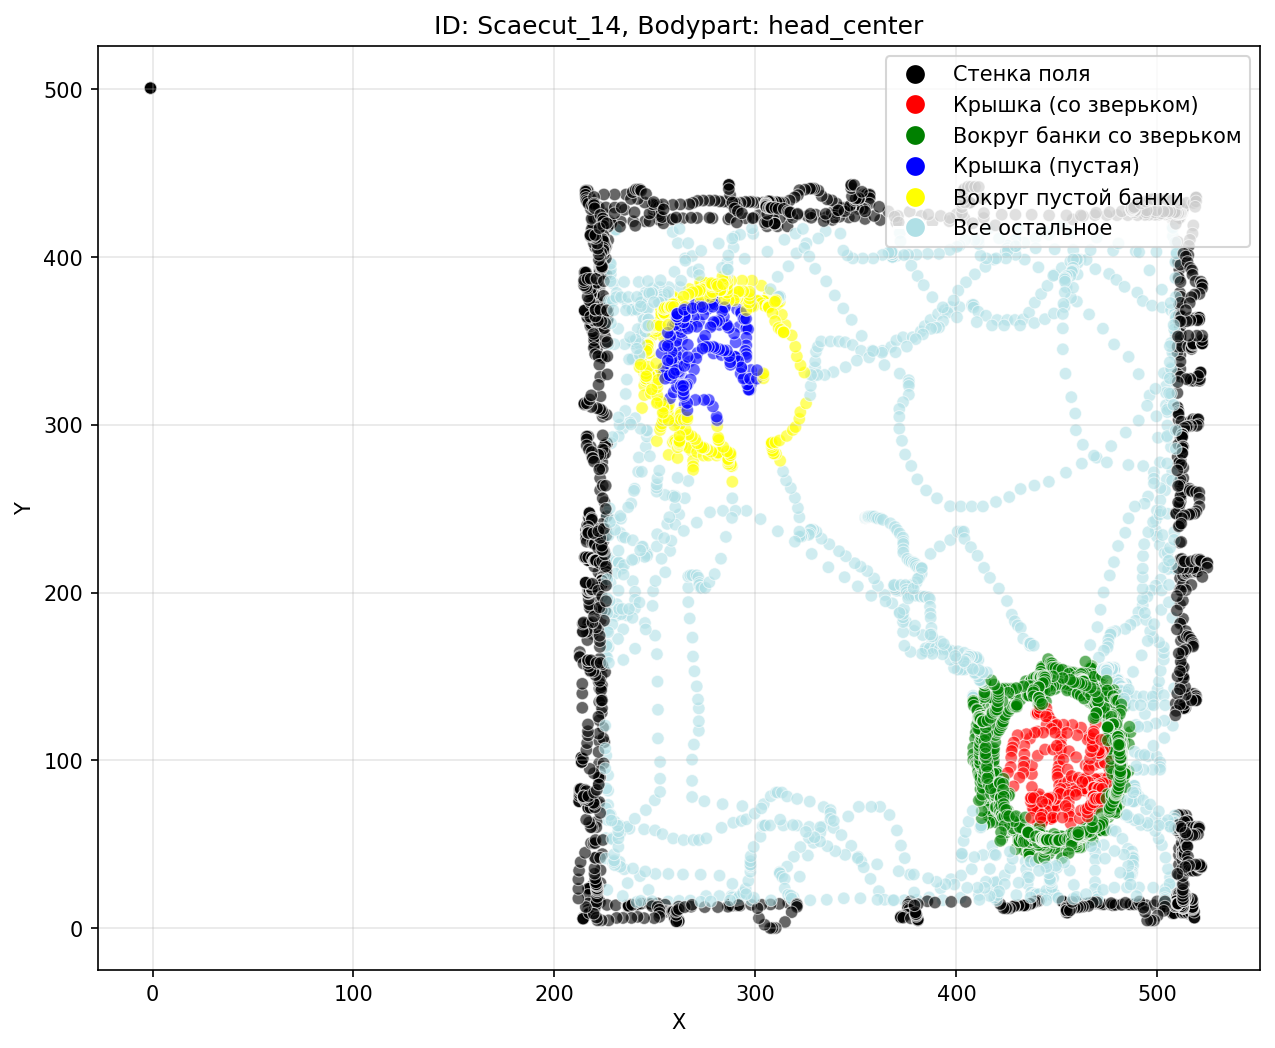 ID: Scaecut_14, Bodypart: head_center
Стенка поля
Крышка (со зверьком)
Вокруг банки со зверьком
Крышка (пустая)
Вокруг пустой банки
Все остальное
500
400
300
200
100
0
Y
0 100 200 300 400 500
X